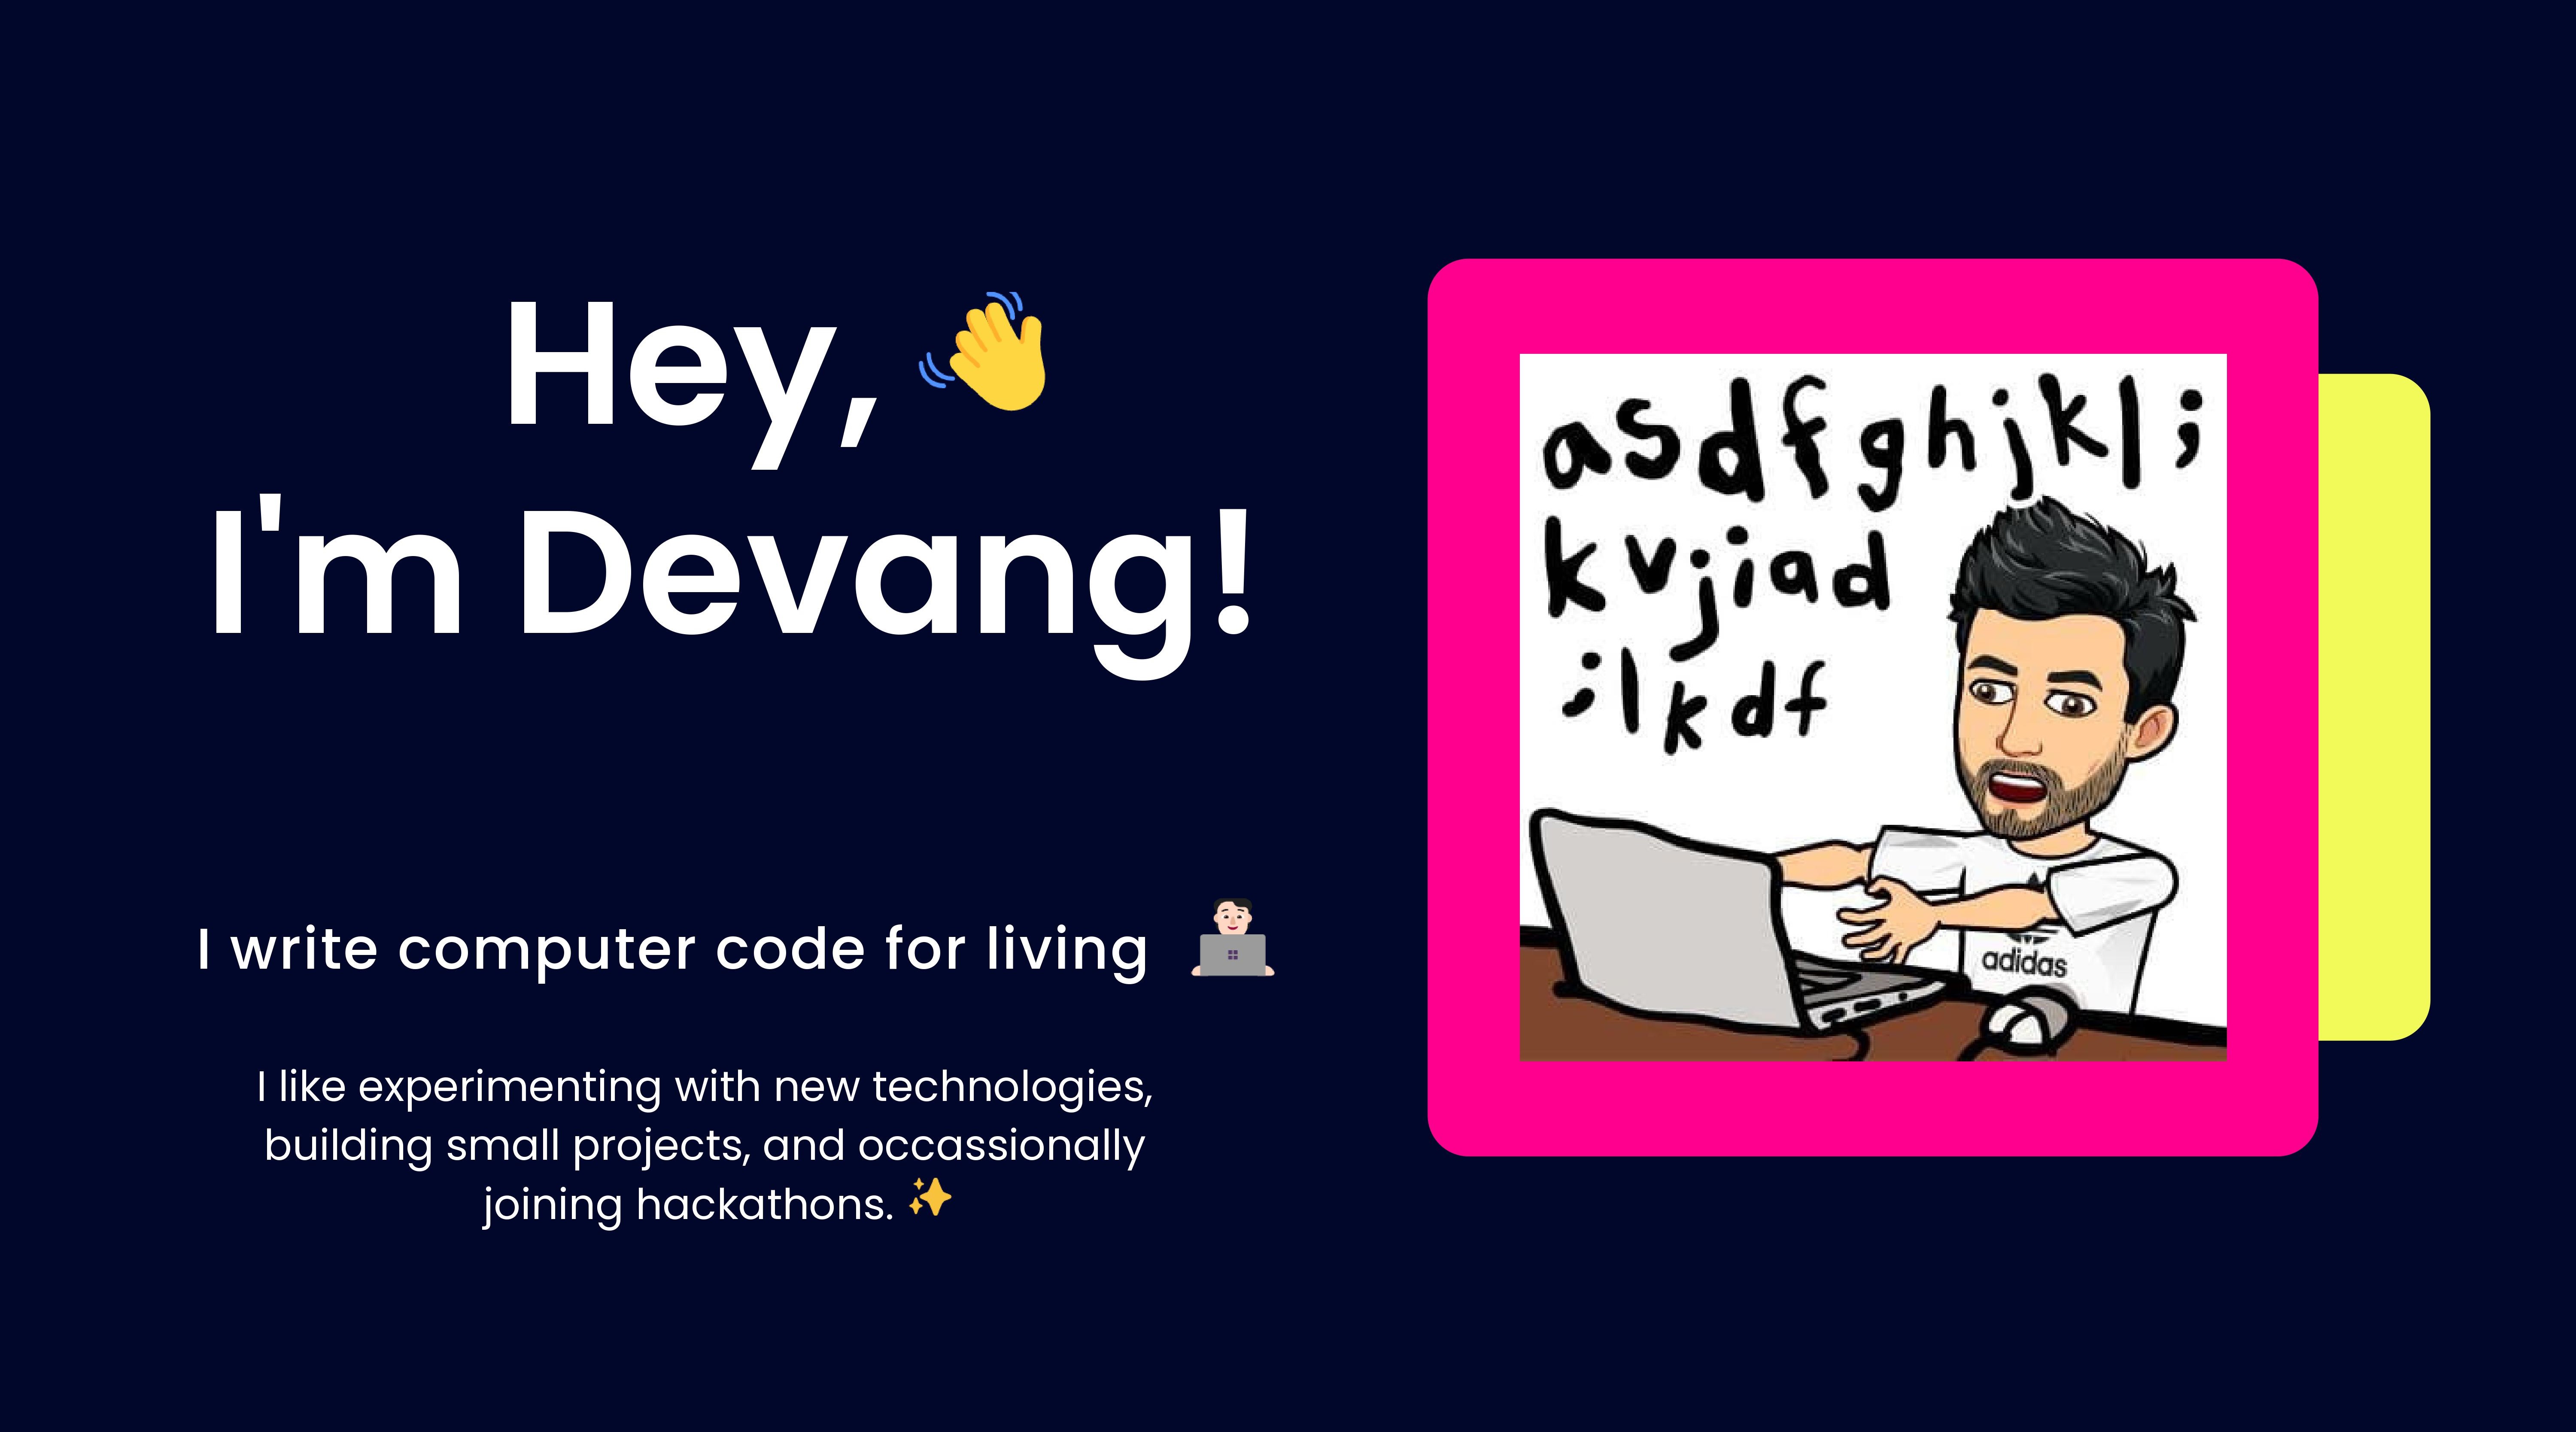 Hey, 👋
I'm Devang!
I write computer code for living
I like experimenting with new technologies,
building small projects, and occassionally
joining hackathons. ✨
asdfghjkl;
kvjiad
;lkdf
adidas